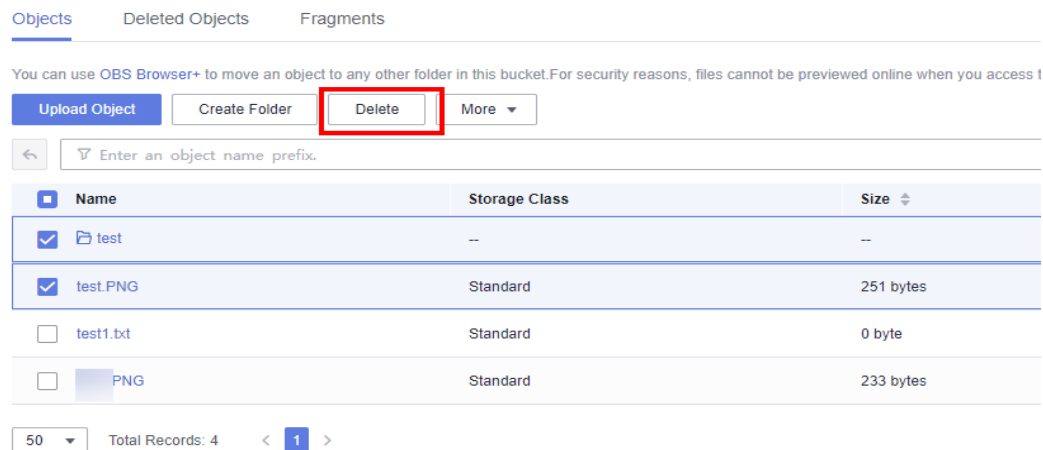 Objects Deleted Objects Fragments
You can use OBS Browser+ to move an object to any other folder in this bucket.For security reasons, files cannot be previewed online when you access
Upload Object Create Folder Delete More
Enter an object name prefix.
Name Storage Class Size
test -- --
test.PNG Standard 251 bytes
test1.txt Standard 0 byte
PNG Standard 233 bytes
50 Total Records: 4 < 1 >